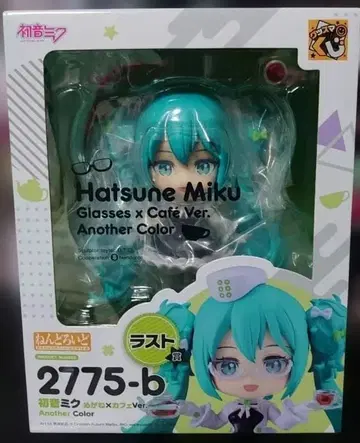 初音ミク
Hatsune Miku
Glasses x Café Ver.
Another Color
ねんどろいど
2775-b
ラスト
賞
初音ミク めがね×カフェVer.
Another Color